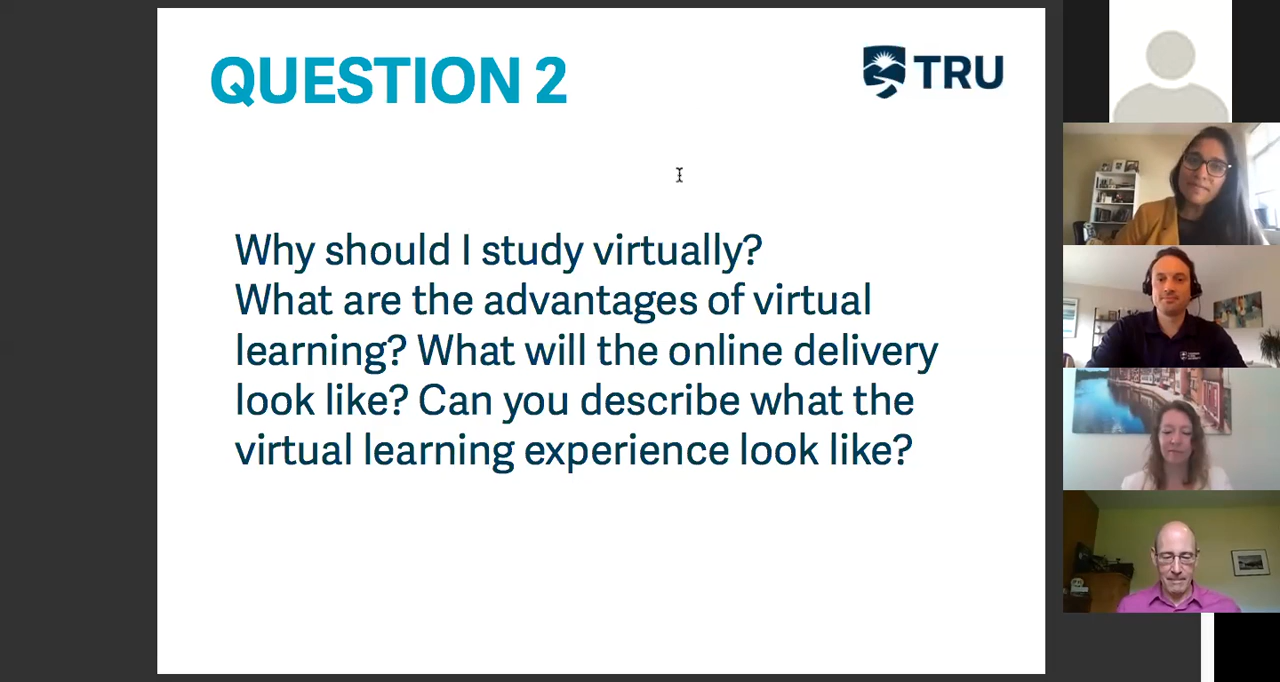 QUESTION 2
TRU
Why should I study virtually?
What are the advantages of virtual
learning? What will the online delivery
look like? Can you describe what the
virtual learning experience look like?